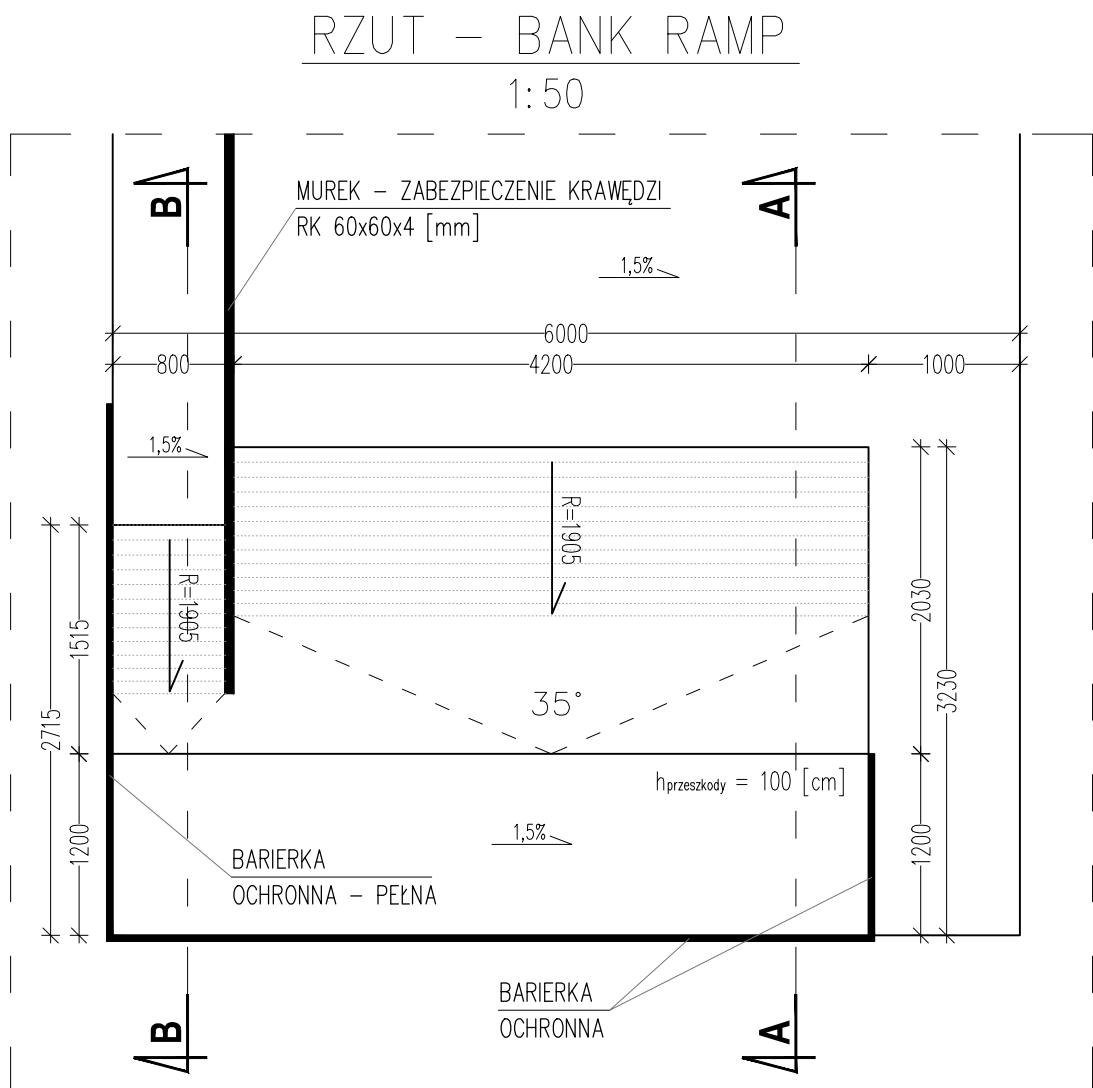 RZUT - BANK RAMP
1:50
B
A
MUREK - ZABEZPIECZENIE KRAWĘDZI
RK 60x60x4 [mm]
1,5%
6000
800
4200
1000
1,5%
R=1905
R=1905
2030
3230
1515
2715
35°
hprzeszkody = 100 [cm]
1200
1200
1,5%
BARIERKA
OCHRONNA - PEŁNA
BARIERKA
OCHRONNA
B
A